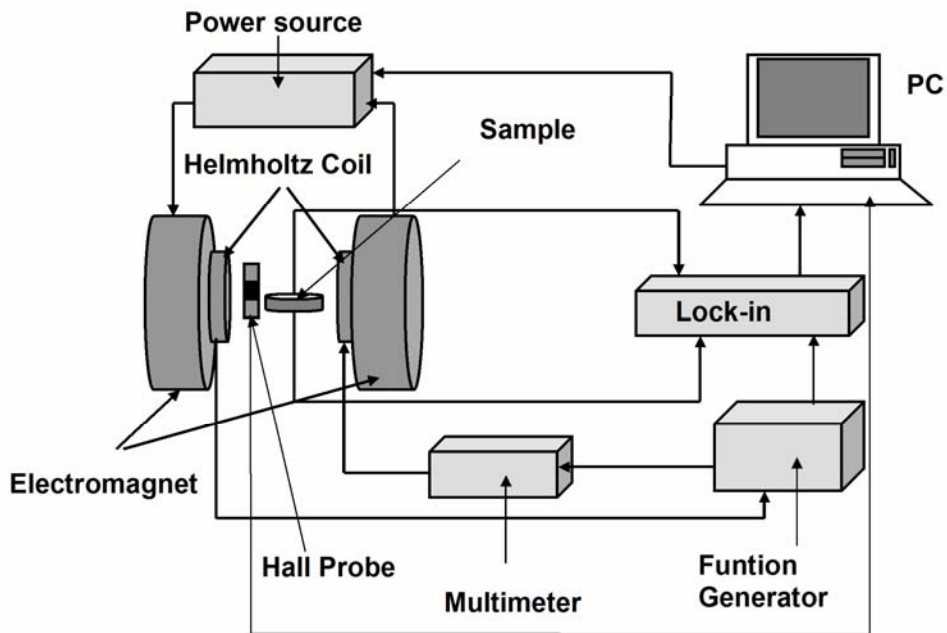 Power source
PC
Sample
Helmholtz Coil
Lock-in
Electromagnet
Hall Probe
Multimeter
Funtion
Generator